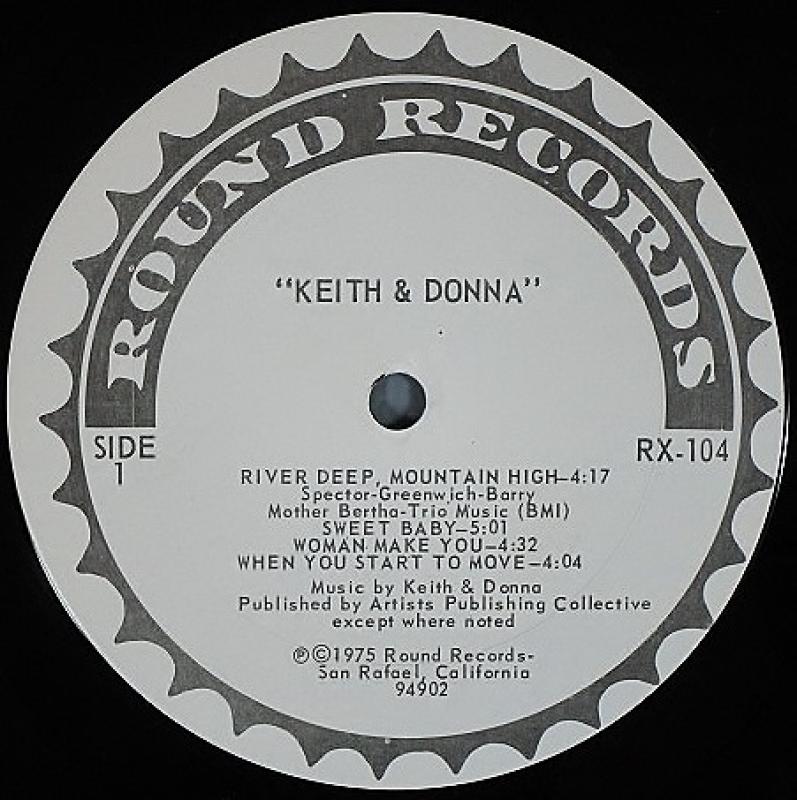 ROUND RECORDS
"KEITH & DONNA"
SIDE
1
RX-104
RIVER DEEP, MOUNTAIN HIGH—4:17
Spector-Greenwich-Barry
Mother Bertha-Trio Music (BMI)
SWEET BABY—5:01
WOMAN MAKE YOU—4:32
WHEN YOU START TO MOVE—4:04
Music by Keith & Donna
Published by Artists Publishing Collective
except where noted
℗©1975 Round Records-
San Rafael, California
94902